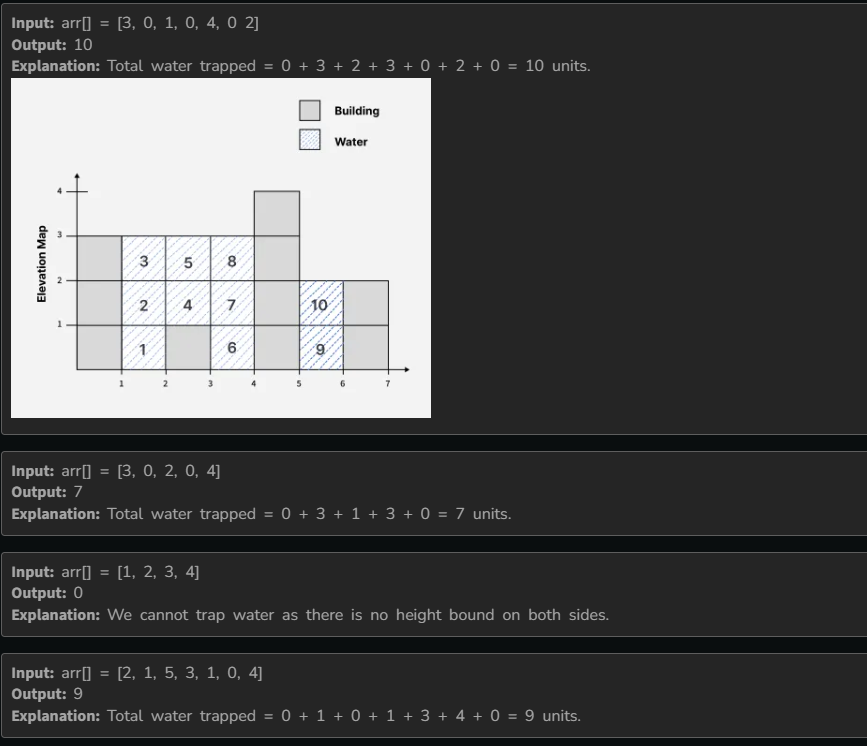 Input: arr[] = [3, 0, 1, 0, 4, 0 2]
Output: 10
Explanation: Total water trapped = 0 + 3 + 2 + 3 + 0 + 2 + 0 = 10 units.
Building
Water
Elevation Map
4
3
2
1
3 5 8
2 4 7 10
1 6 9
1 2 3 4 5 6 7
Input: arr[] = [3, 0, 2, 0, 4]
Output: 7
Explanation: Total water trapped = 0 + 3 + 1 + 3 + 0 = 7 units.
Input: arr[] = [1, 2, 3, 4]
Output: 0
Explanation: We cannot trap water as there is no height bound on both sides.
Input: arr[] = [2, 1, 5, 3, 1, 0, 4]
Output: 9
Explanation: Total water trapped = 0 + 1 + 0 + 1 + 3 + 4 + 0 = 9 units.